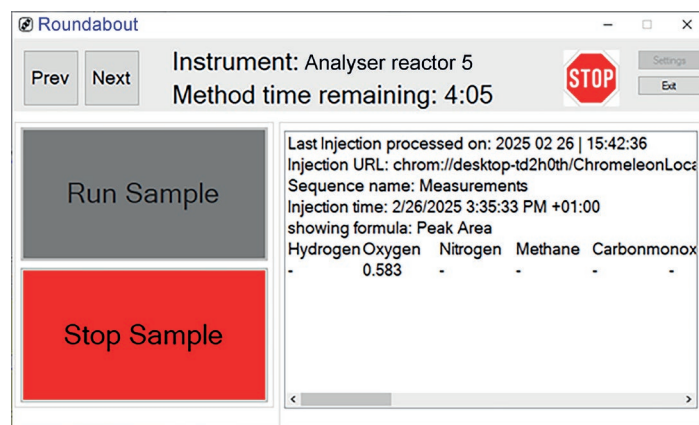 Roundabout
Prev Next
Instrument: Analyser reactor 5
Method time remaining: 4:05
STOP
Settings
Exit
Run Sample
Stop Sample
Last Injection processed on: 2025 02 26 | 15:42:36
Injection URL: chrom://desktop-td2h0th/ChromeleonLoca
Sequence name: Measurements
Injection time: 2/26/2025 3:35:33 PM +01:00
showing formula: Peak Area
Hydrogen Oxygen Nitrogen Methane Carbonmonox
- 0.583 - - - -